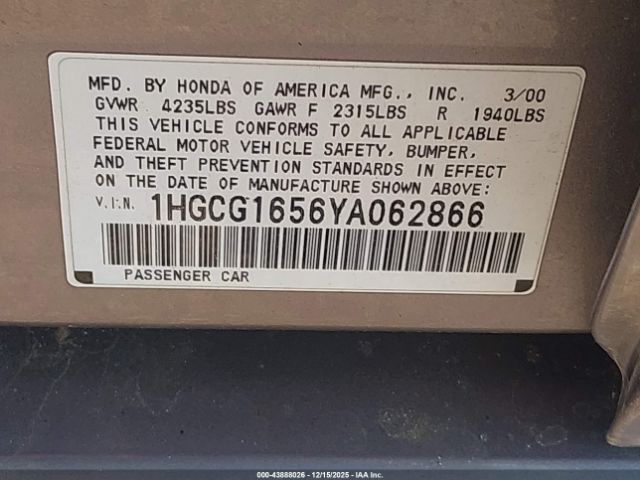 MFD. BY HONDA OF AMERICA MFG., INC. 3/00
GVWR 4235LBS GAWR F 2315LBS R 1940LBS
THIS VEHICLE CONFORMS TO ALL APPLICABLE
FEDERAL MOTOR VEHICLE SAFETY, BUMPER,
AND THEFT PREVENTION STANDARDS IN EFFECT
ON THE DATE OF MANUFACTURE SHOWN ABOVE:
V.I.N. 1HGCG1656YA062866
PASSENGER CAR
000-43888026 - 12/15/2025 - IAAI.COM